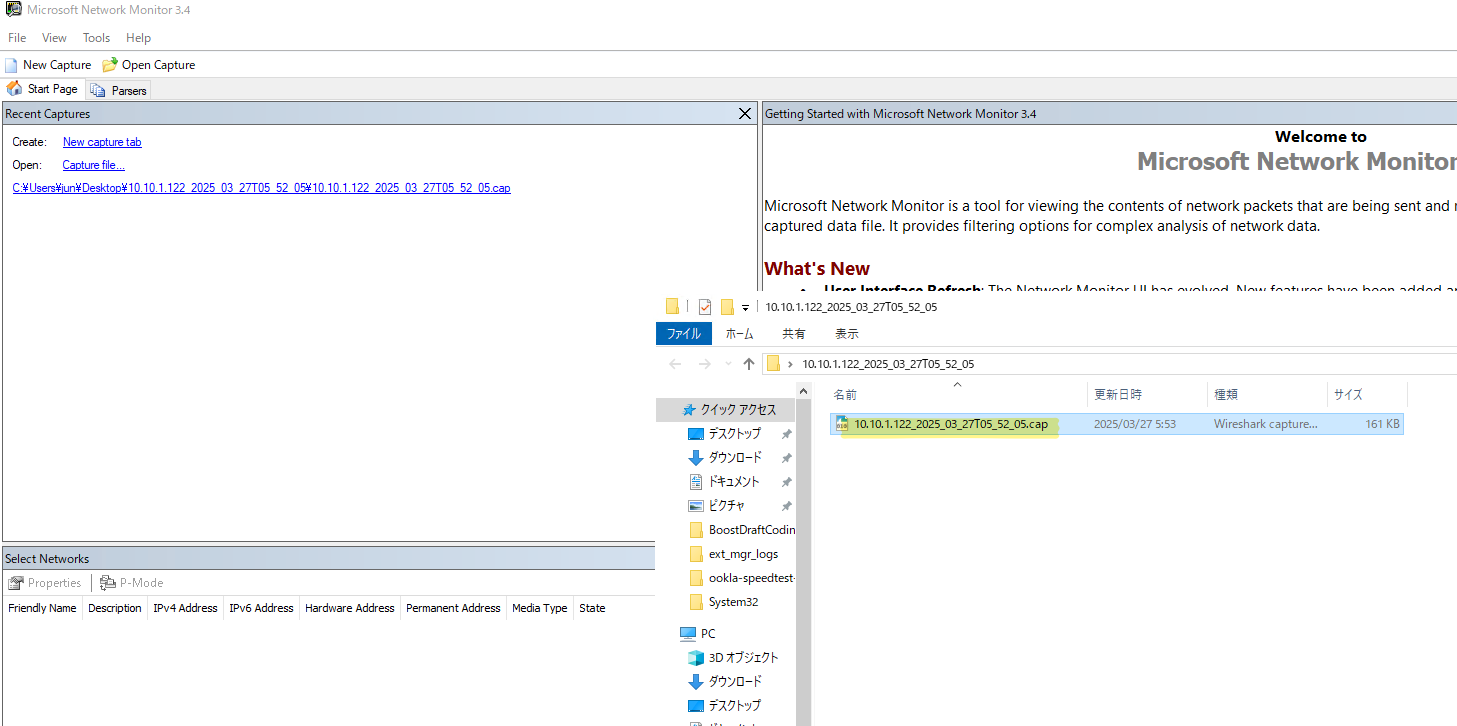 Microsoft Network Monitor 3.4
File View Tools Help
New Capture Open Capture
Start Page Parsers
Recent Captures
Create: New capture tab
Open: Capture file...
C:¥Users¥jun¥Desktop¥10.10.1.122_2025_03_27T05_52_05¥10.10.1.122_2025_03_27T05_52_05.cap
Getting Started with Microsoft Network Monitor 3.4
Welcome to
Microsoft Network Monitor
Microsoft Network Monitor is a tool for viewing the contents of network packets that are being sent and
captured data file. It provides filtering options for complex analysis of network data.
What's New
• User Interface Refresh: The Network Monitor UI has evolved. New features have been added
Select Networks
Properties P-Mode
Friendly Name Description IPv4 Address IPv6 Address Hardware Address Permanent Address Media Type State
10.10.1.122_2025_03_27T05_52_05
ファイル ホーム 共有 表示
10.10.1.122_2025_03_27T05_52_05
名前 更新日時 種類 サイズ
10.10.1.122_2025_03_27T05_52_05.cap 2025/03/27 5:53 Wireshark capture... 161 KB
クイック アクセス
デスクトップ
ダウンロード
ドキュメント
ピクチャ
BoostDraftCodin
ext_mgr_logs
ookla-speedtest-
System32
PC
3D オブジェクト
ダウンロード
デスクトップ